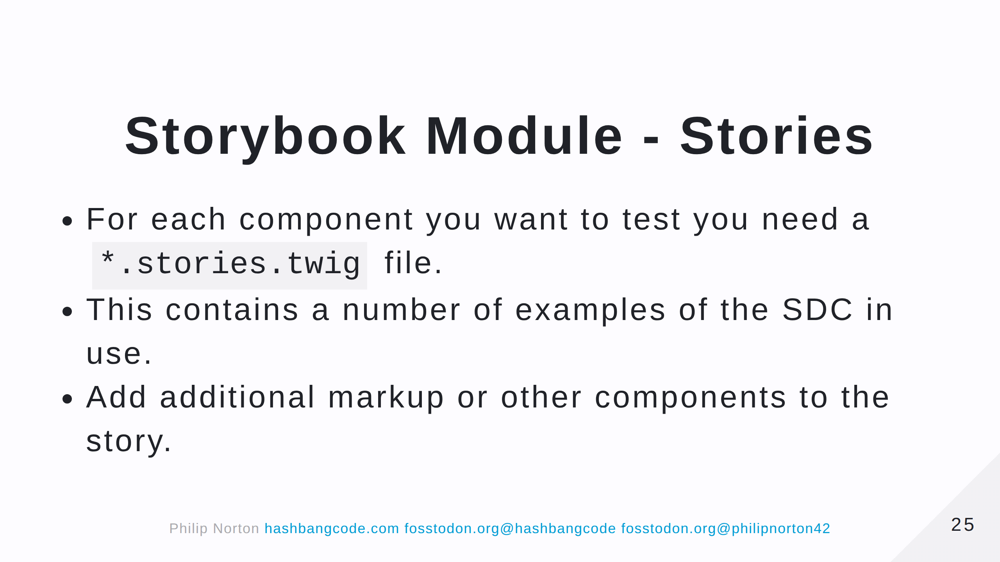 Storybook Module - Stories
• For each component you want to test you need a
*.stories.twig file.
• This contains a number of examples of the SDC in
use.
• Add additional markup or other components to the
story.
Philip Norton hashbangcode.com fosstodon.org@hashbangcode fosstodon.org@philipnorton42
25